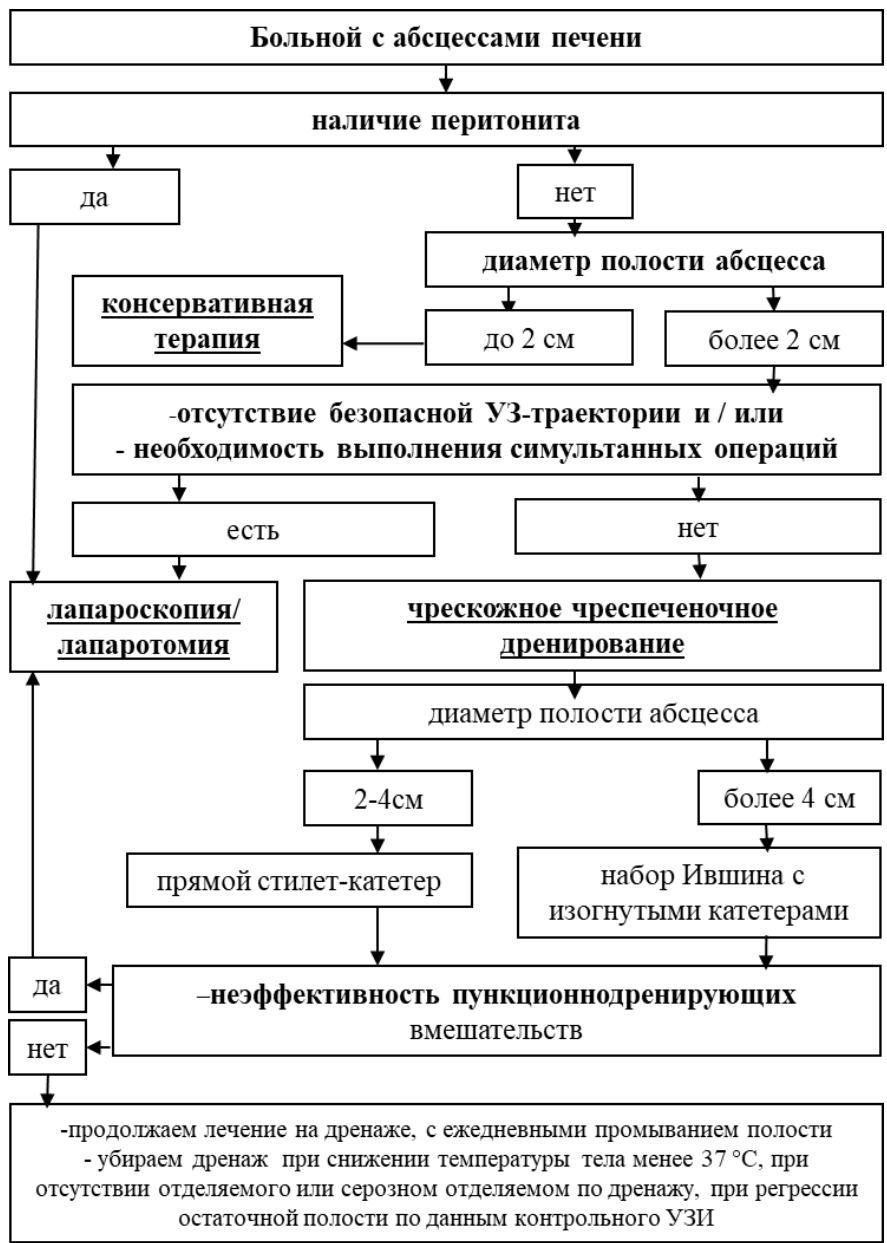 Больной с абсцессами печени
наличие перитонита
да
нет
диаметр полости абсцесса
консервативная
терапия
до 2 см
более 2 см
-отсутствие безопасной УЗ-траектории и / или
- необходимость выполнения симультанных операций
есть
нет
лапароскопия/
лапаротомия
чрескожное чреспеченочное
дренирование
диаметр полости абсцесса
2-4см
более 4 см
прямой стилет-катетер
набор Ившина с
изогнутыми катетерами
да
–неэффективность пункционнодренирующих
вмешательств
нет
-продолжаем лечение на дренаже, с ежедневными промыванием полости
- убираем дренаж при снижении температуры тела менее 37 °C, при
отсутствии отделяемого или серозном отделяемом по дренажу, при регрессии
остаточной полости по данным контрольного УЗИ